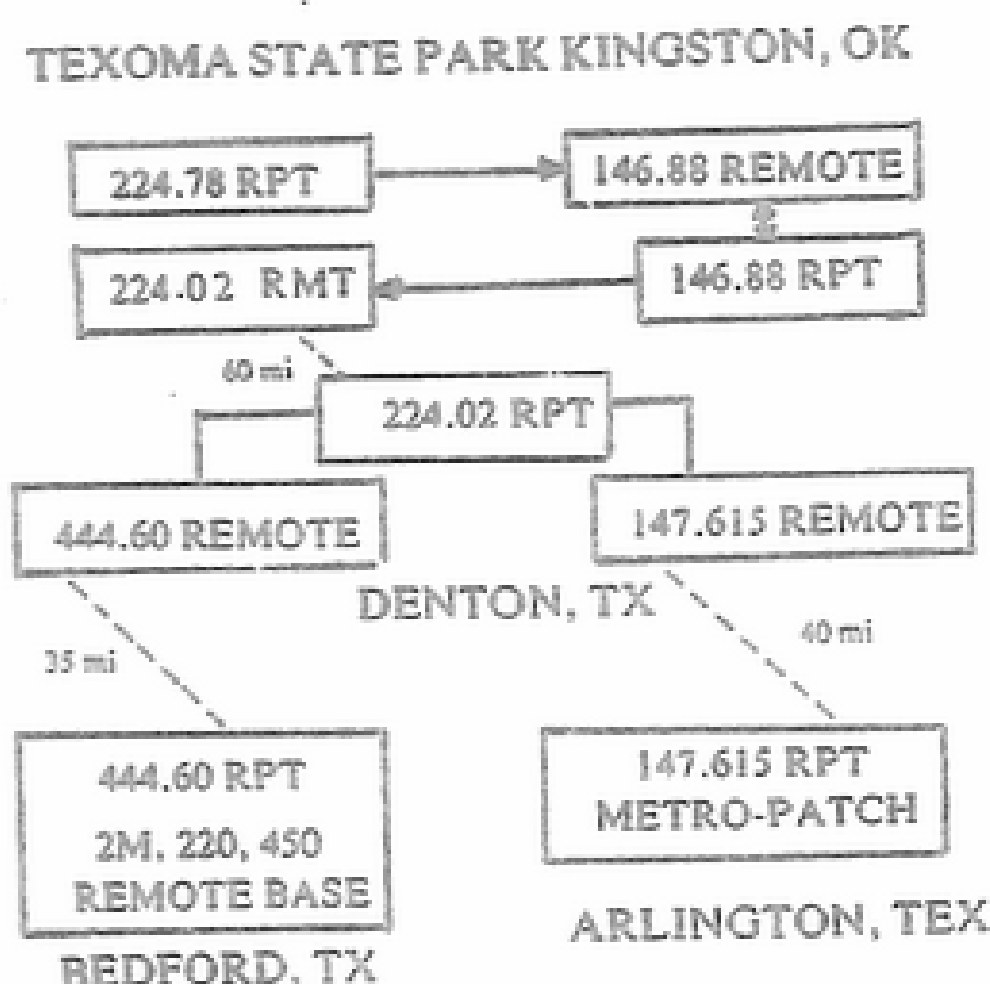 TEXOMA STATE PARK KINGSTON, OK
224.78 RPT
146.88 REMOTE
224.02 RMT
146.88 RPT
60 mi
224.02 RPT
444.60 REMOTE
147.615 REMOTE
DENTON, TX
35 mi
40 mi
444.60 RPT
2M, 220, 450
REMOTE BASE
BEDFORD, TX
147.615 RPT
METRO-PATCH
ARLINGTON, TEX